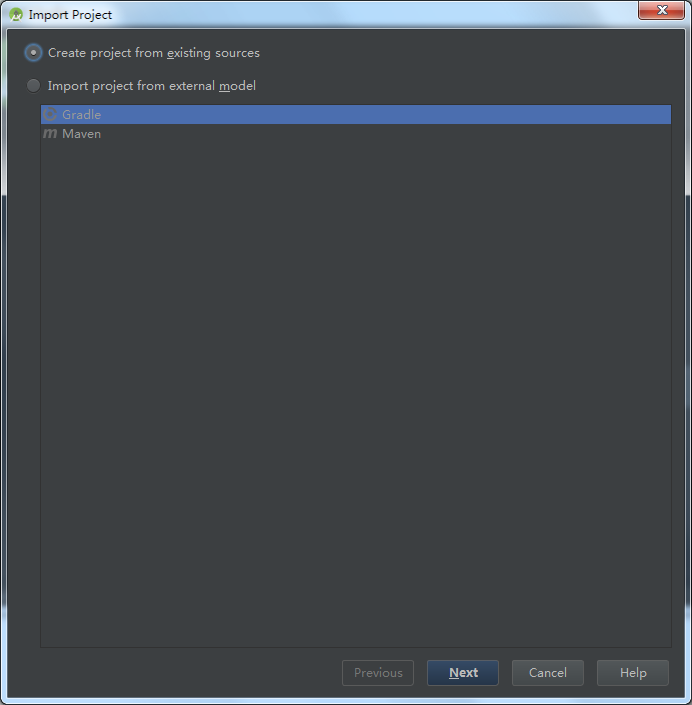 Import Project
Create project from existing sources
Import project from external model
Gradle
Maven
Previous
Next
Cancel
Help